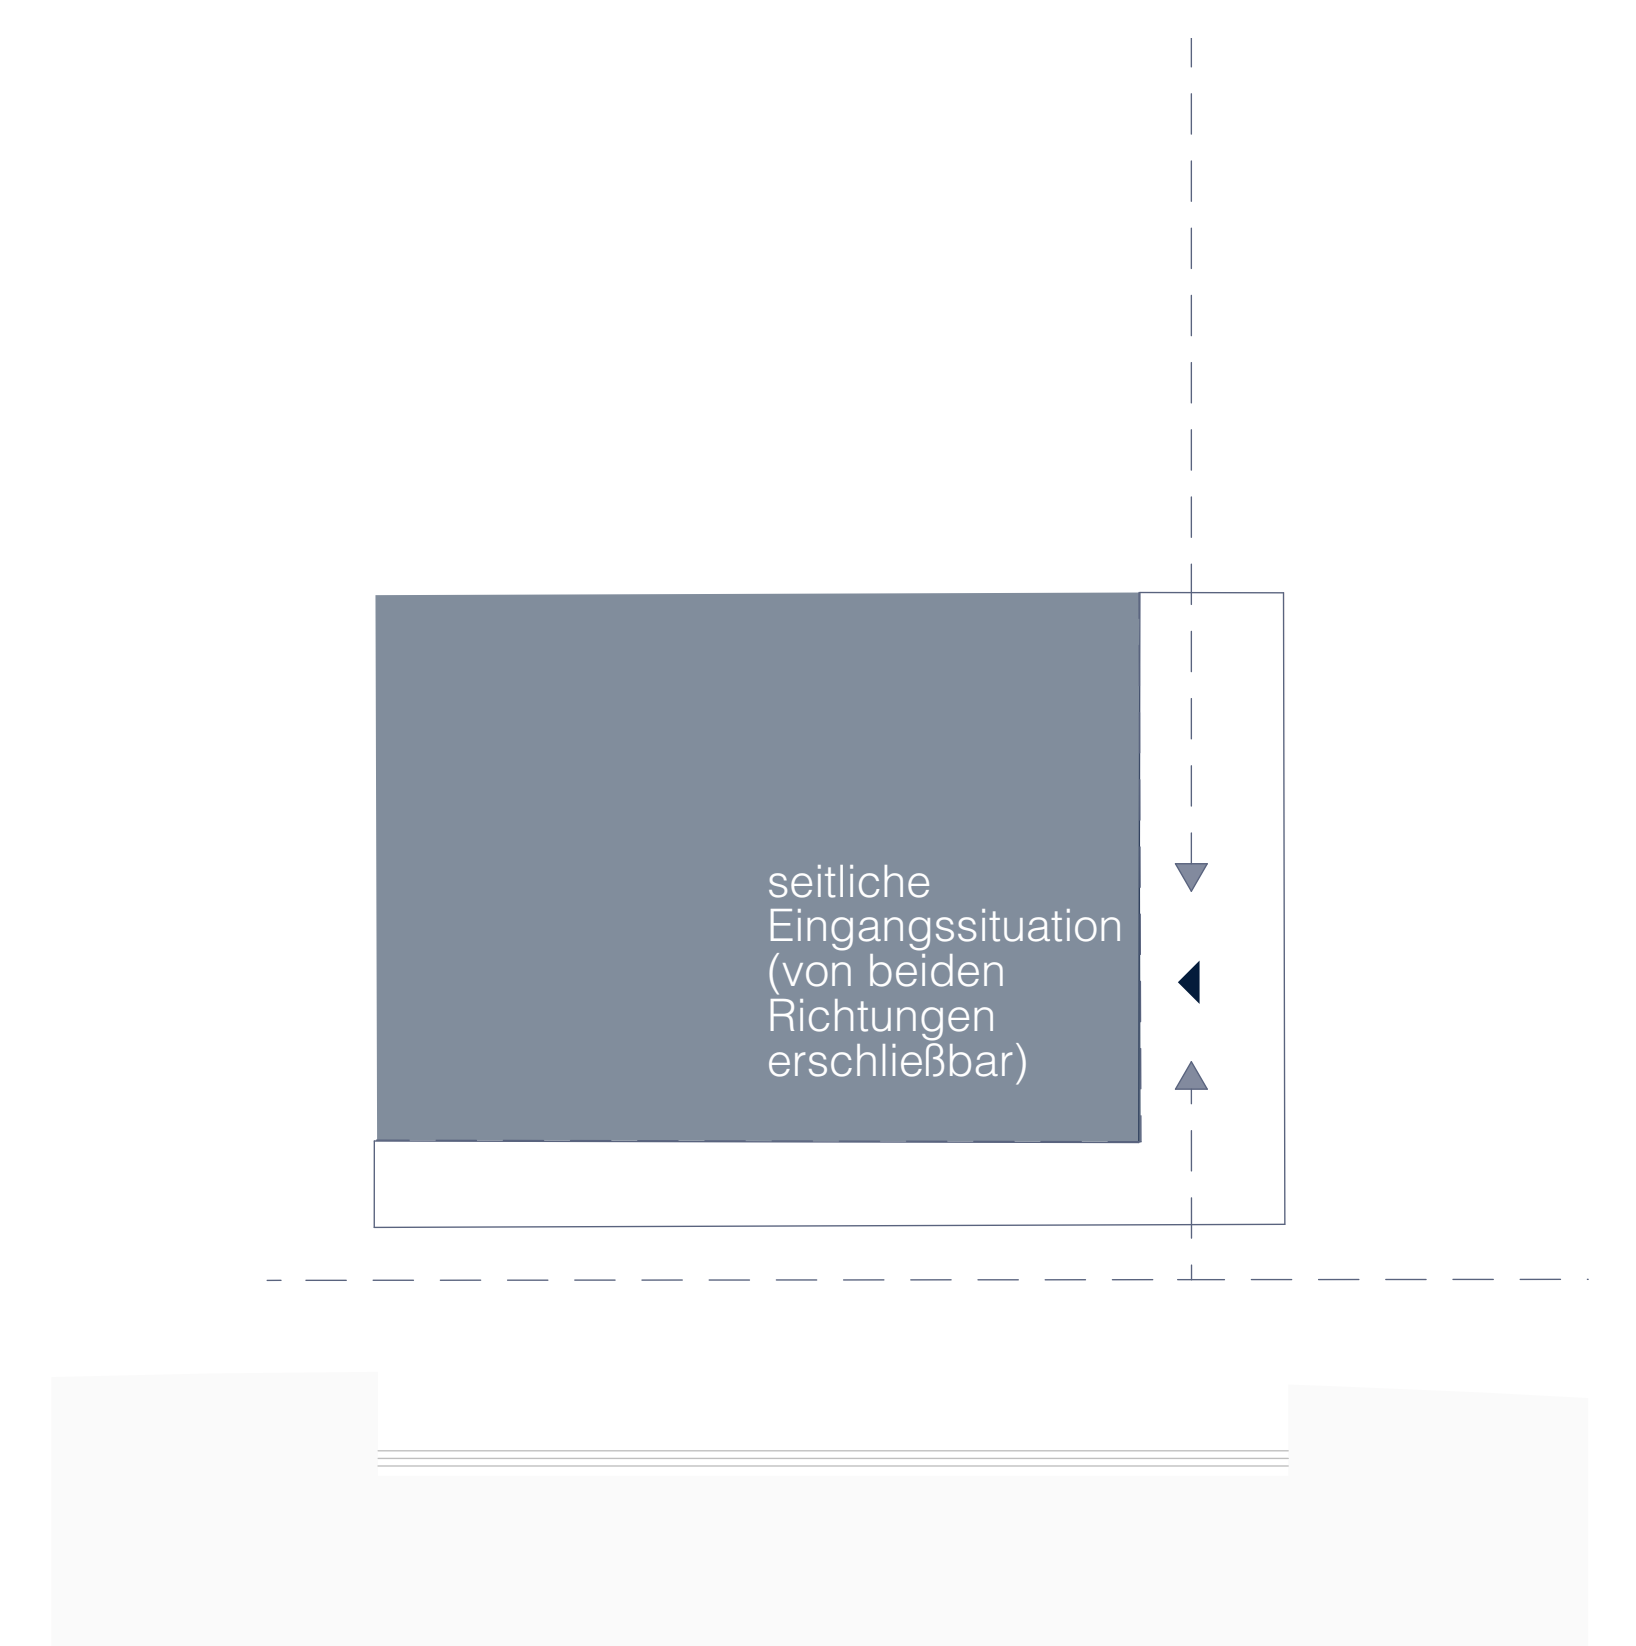 seitliche
Eingangssituation
(von beiden
Richtungen
erschließbar)